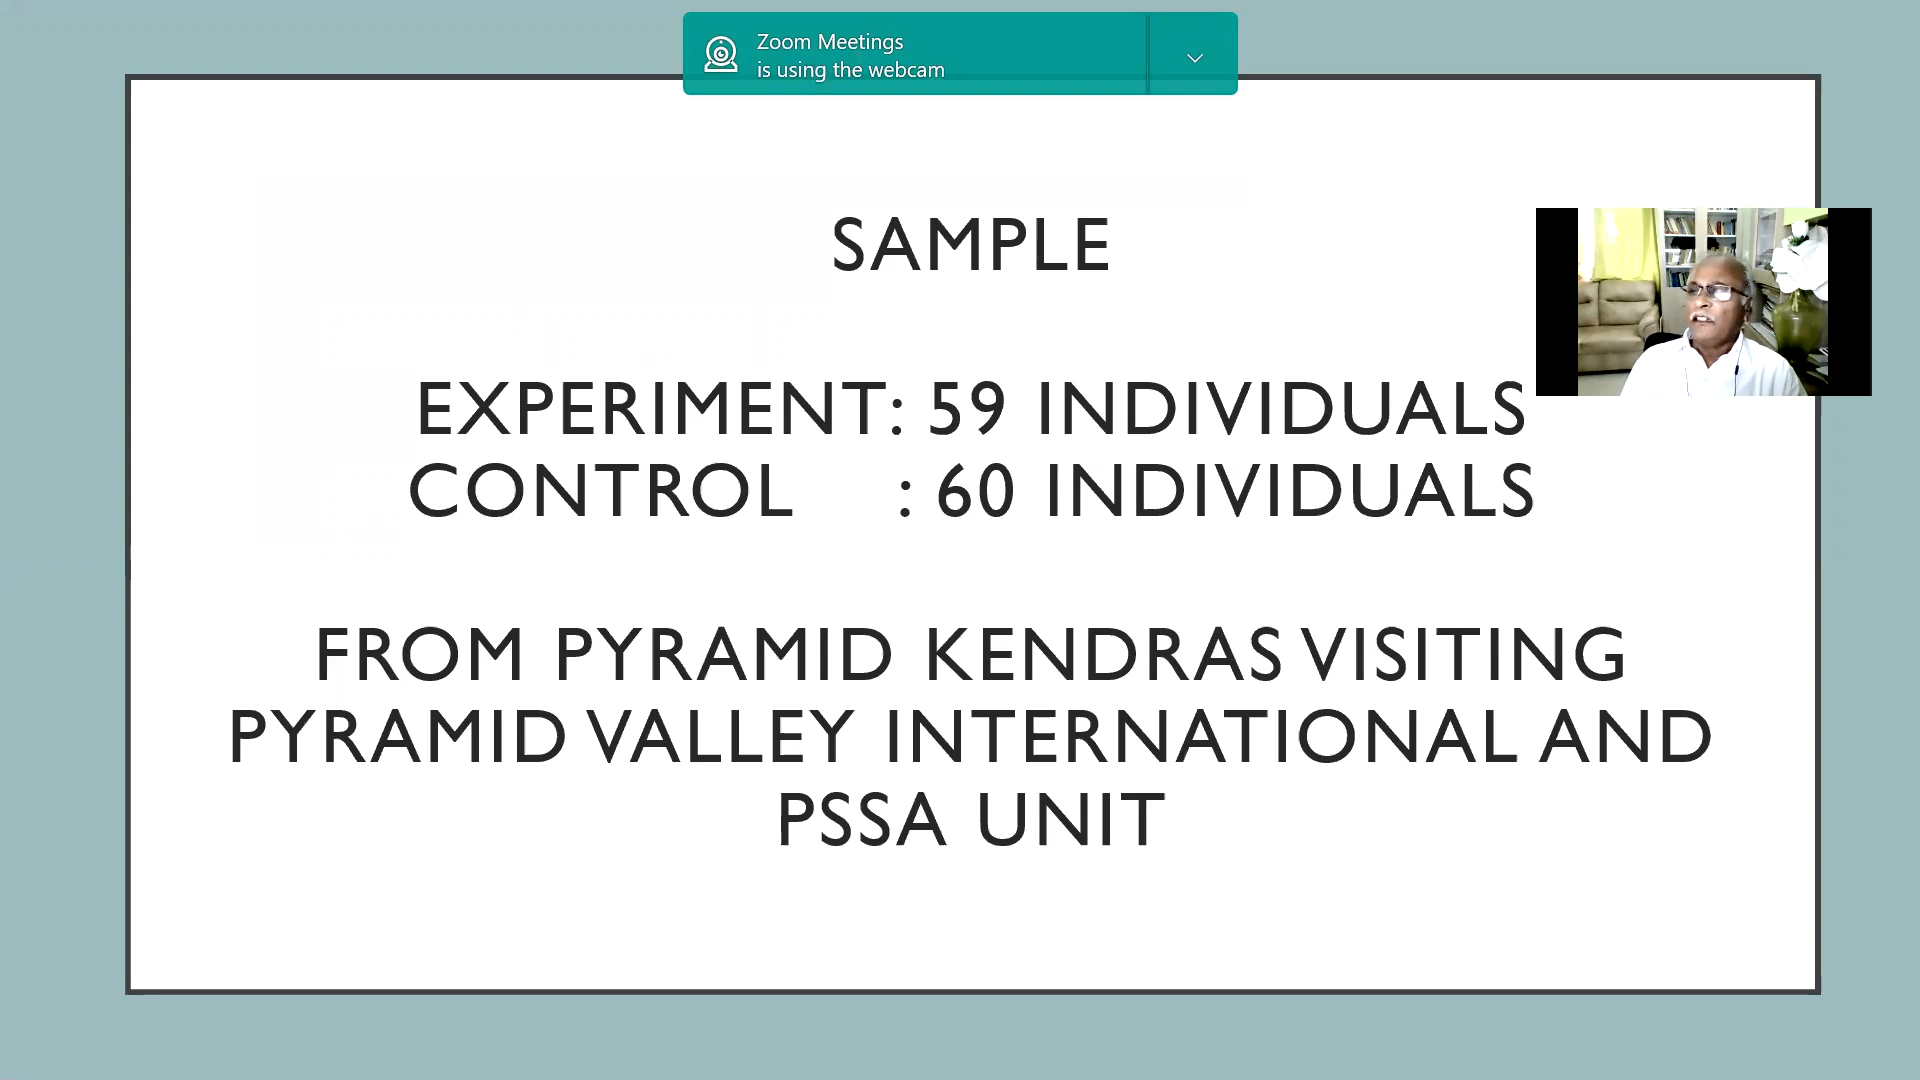 Zoom Meetings
is using the webcam
SAMPLE
EXPERIMENT: 59 INDIVIDUALS
CONTROL : 60 INDIVIDUALS
FROM PYRAMID KENDRAS VISITING
PYRAMID VALLEY INTERNATIONAL AND
PSSA UNIT